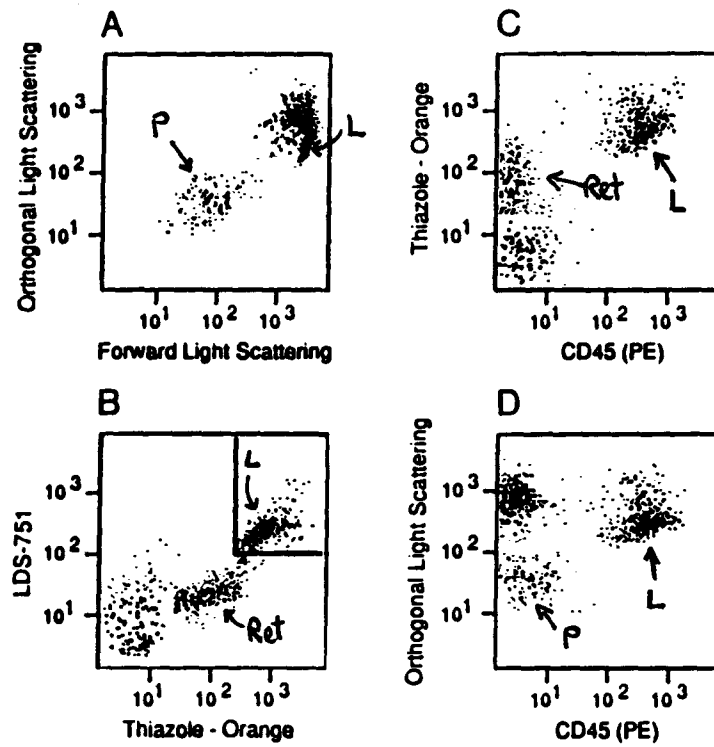 A
Orthogonal Light Scattering
10³
10²
10¹
P
L
10¹ 10² 10³
Forward Light Scattering
C
Thiazole - Orange
10³
10²
10¹
Ret
L
10¹ 10² 10³
CD45 (PE)
B
LDS-751
10³
10²
10¹
L
Ret
10¹ 10² 10³
Thiazole - Orange
D
Orthogonal Light Scattering
10³
10²
10¹
P
L
10¹ 10² 10³
CD45 (PE)